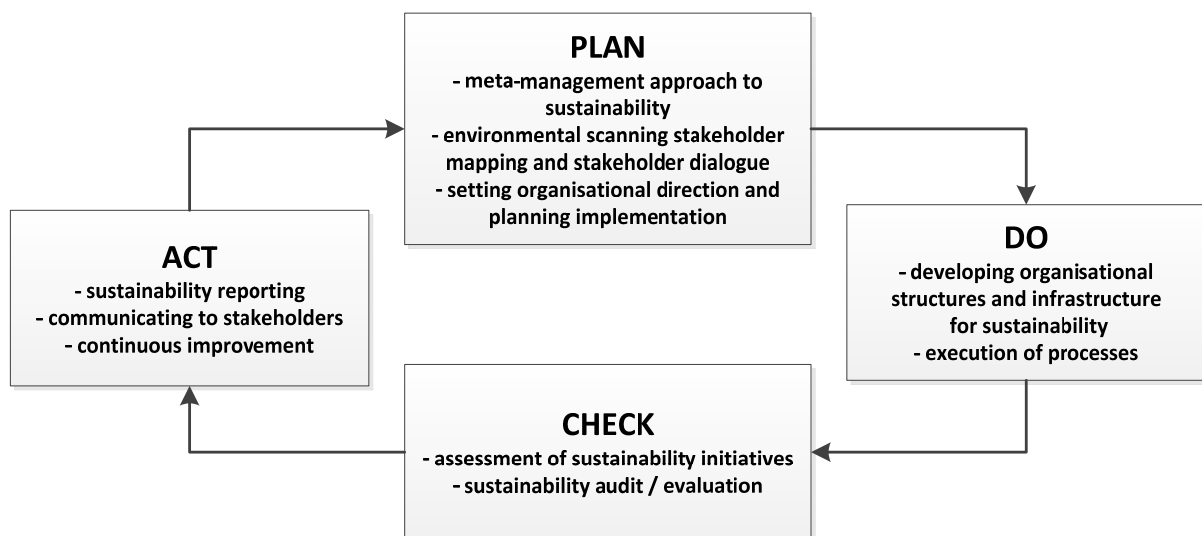 PLAN
- meta-management approach to
sustainability
- environmental scanning stakeholder
mapping and stakeholder dialogue
- setting organisational direction and
planning implementation
DO
- developing organisational
structures and infrastructure
for sustainability
- execution of processes
CHECK
- assessment of sustainability initiatives
- sustainability audit / evaluation
ACT
- sustainability reporting
- communicating to stakeholders
- continuous improvement